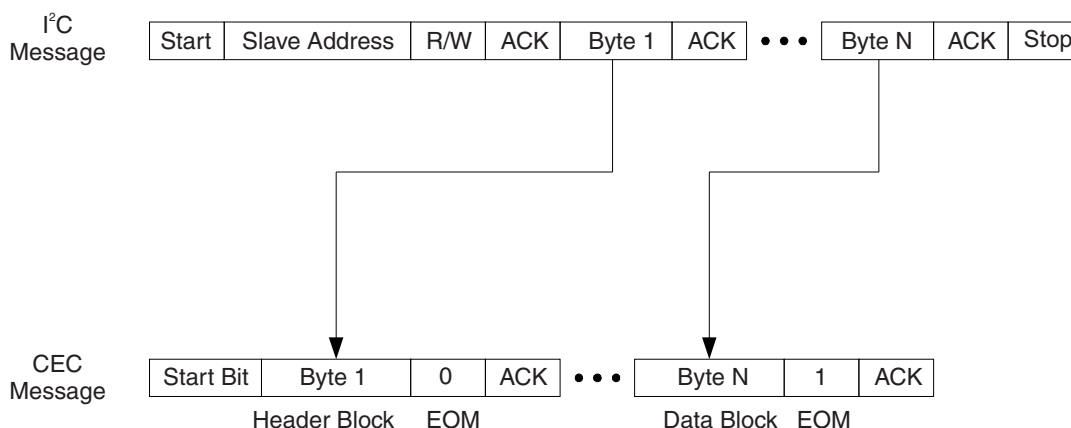 I²C
Message
Start Slave Address R/W ACK Byte 1 ACK ••• Byte N ACK Stop
CEC
Message
Start Bit Byte 1 0 ACK ••• Byte N 1 ACK
Header Block EOM Data Block EOM